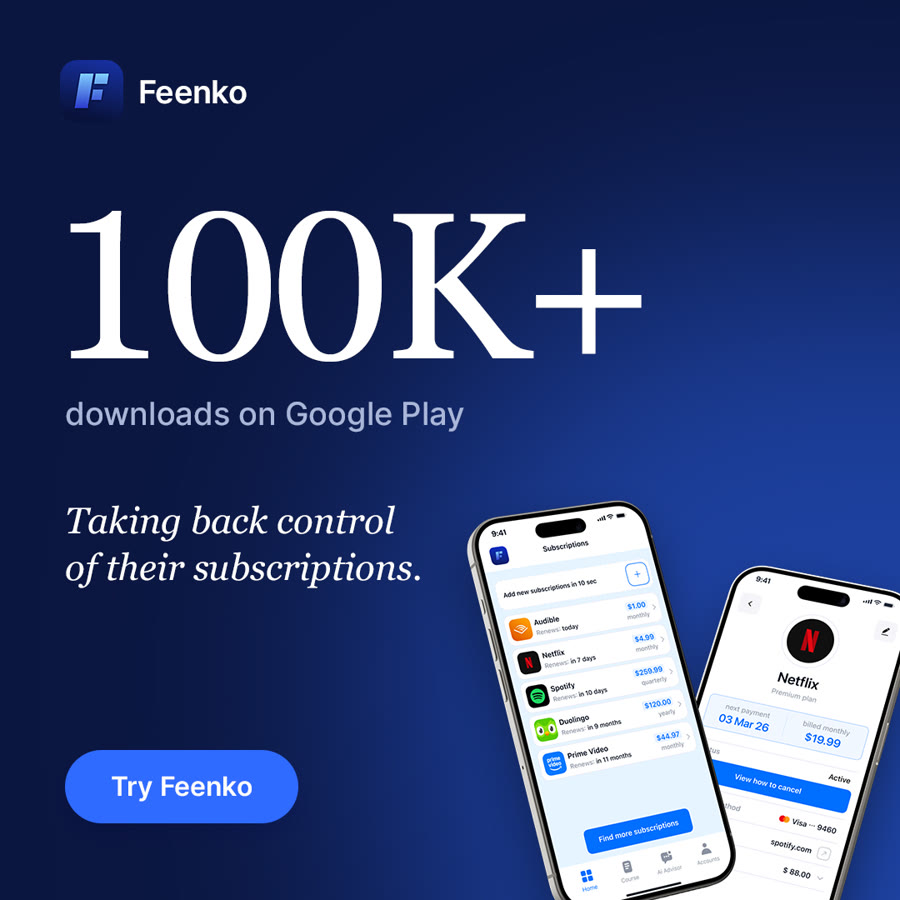 Feenko
100K+
downloads on Google Play
Taking back control
of their subscriptions.
Try Feenko
9:41
Subscriptions
Add new subscriptions in 10 sec
+
Audible
Renews: today
$1.00
monthly
Netflix
Renews: in 7 days
$4.99
monthly
Spotify
Renews: in 10 days
$259.99
quarterly
Duolingo
Renews: in 9 months
$120.00
yearly
prime video
Prime Video
Renews: in 11 months
$44.97
monthly
Find more subscriptions
Home
Course
AI Advisor
Accounts
9:41
N
Netflix
Premium plan
next payment
03 Mar 26
billed monthly
$19.99
Active
View how to cancel
Visa ·· 9460
spotify.com
$ 88.00